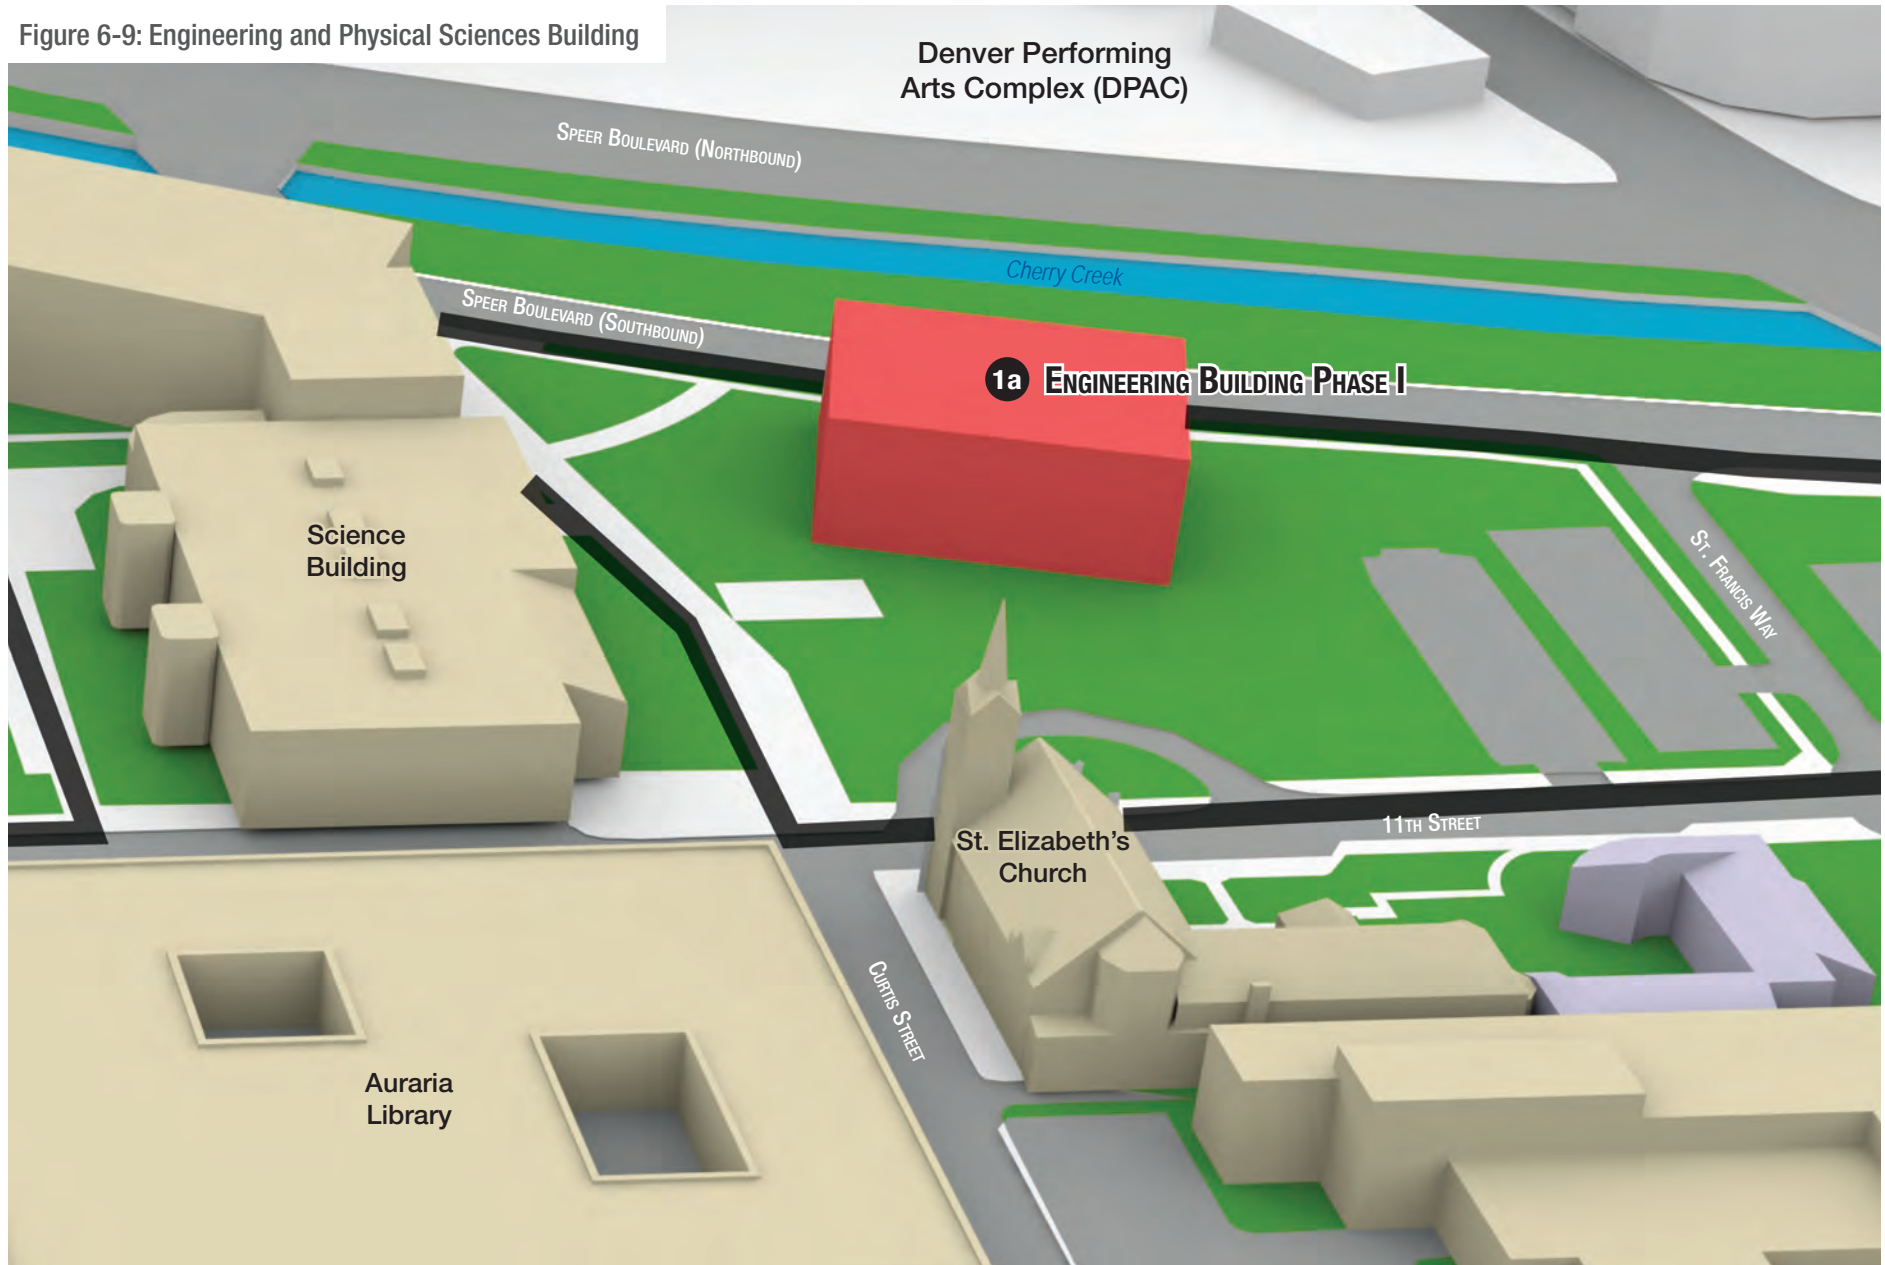 Figure 6-9: Engineering and Physical Sciences Building
Denver Performing
Arts Complex (DPAC)
Speer Boulevard (Northbound)
Cherry Creek
Speer Boulevard (Southbound)
1a Engineering Building Phase I
Science
Building
St. Francis Way
11th Street
St. Elizabeth's
Church
Curtis Street
Auraria
Library